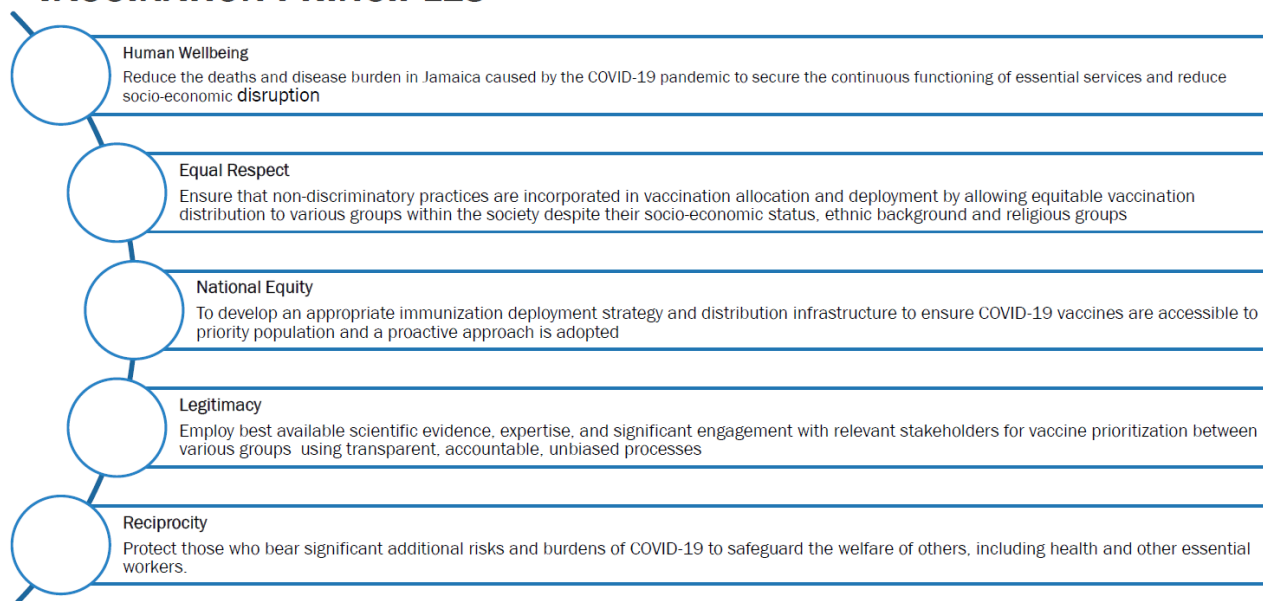 VACCINATION PRINCIPLES
Human Wellbeing
Reduce the deaths and disease burden in Jamaica caused by the COVID-19 pandemic to secure the continuous functioning of essential services and reduce
socio-economic disruption
Equal Respect
Ensure that non-discriminatory practices are incorporated in vaccination allocation and deployment by allowing equitable vaccination
distribution to various groups within the society despite their socio-economic status, ethnic background and religious groups
National Equity
To develop an appropriate immunization deployment strategy and distribution infrastructure to ensure COVID-19 vaccines are accessible to
priority population and a proactive approach is adopted
Legitimacy
Employ best available scientific evidence, expertise, and significant engagement with relevant stakeholders for vaccine prioritization between
various groups using transparent, accountable, unbiased processes
Reciprocity
Protect those who bear significant additional risks and burdens of COVID-19 to safeguard the welfare of others, including health and other essential
workers.